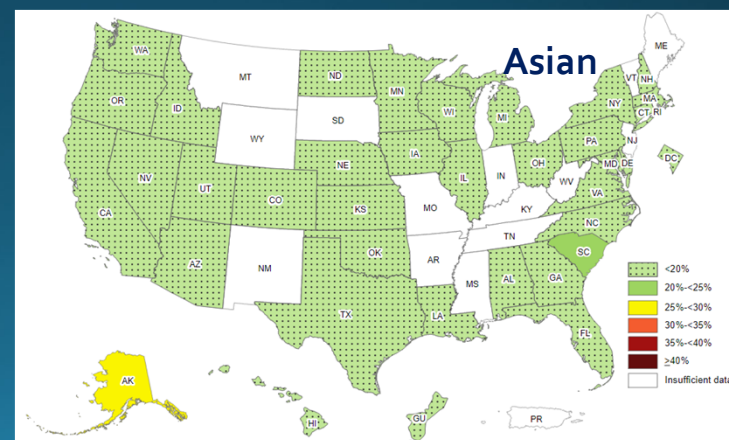 Asian
ME
WA
MT
ND
MN
VT
NH
OR
ID
SD
WI
MI
NY
MA
CT
RI
WY
IA
PA
NJ
NE
NV
UT
CO
IL
IN
OH
MD
DE
DC
WV
VA
CA
KS
MO
KY
NC
TN
AZ
NM
OK
AR
SC
MS
AL
GA
TX
LA
FL
AK
HI
GU
PR
<20%
20%-<25%
25%-<30%
30%-<35%
35%-<40%
≥40%
Insufficient data